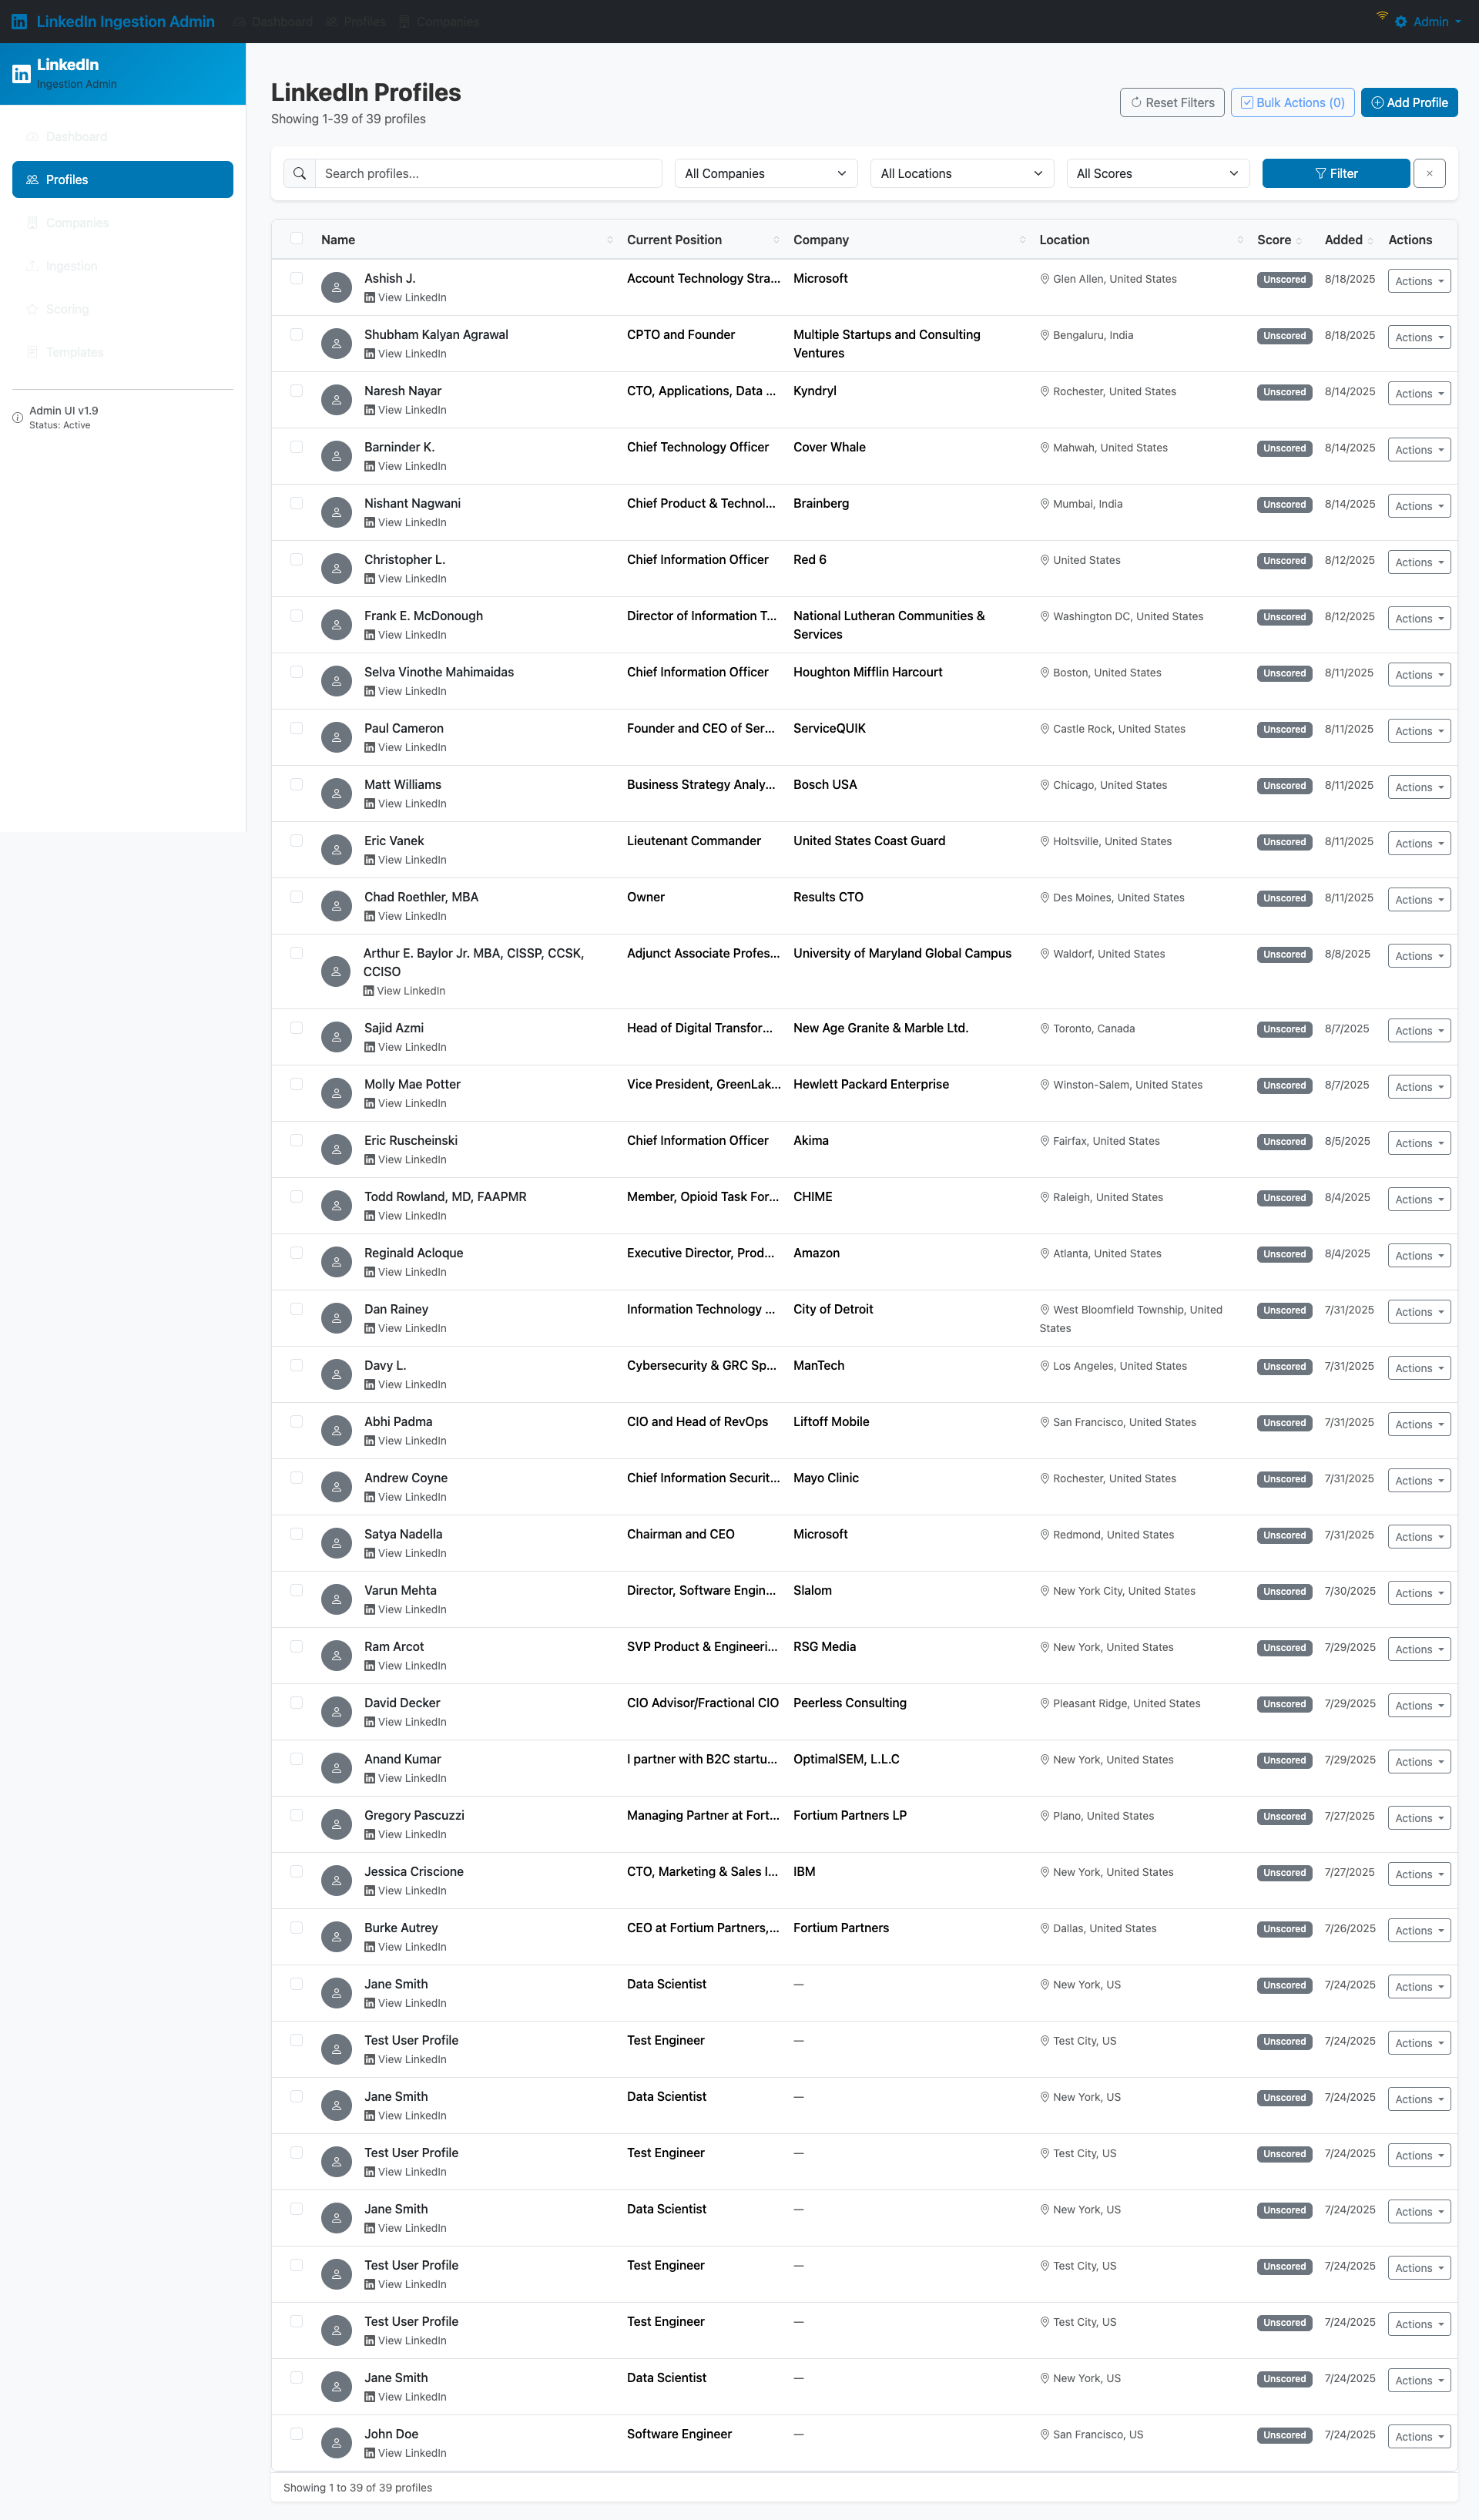 LinkedIn Ingestion Admin Dashboard Profiles Companies Admin
LinkedIn
Ingestion Admin
Dashboard
Profiles
Companies
Ingestion
Scoring
Templates
Admin UI v1.9
Status: Active
LinkedIn Profiles
Showing 1-39 of 39 profiles
Reset Filters Bulk Actions (0) Add Profile
Search profiles... All Companies All Locations All Scores Filter ×
Name Current Position Company Location Score Added Actions
Ashish J. Account Technology Stra... Microsoft Glen Allen, United States Unscored 8/18/2025 Actions
View LinkedIn
Shubham Kalyan Agrawal CPTO and Founder Multiple Startups and Consulting Bengaluru, India Unscored 8/18/2025 Actions
View LinkedIn Ventures
Naresh Nayar CTO, Applications, Data ... Kyndryl Rochester, United States Unscored 8/14/2025 Actions
View LinkedIn
Barninder K. Chief Technology Officer Cover Whale Mahwah, United States Unscored 8/14/2025 Actions
View LinkedIn
Nishant Nagwani Chief Product & Technol... Brainberg Mumbai, India Unscored 8/14/2025 Actions
View LinkedIn
Christopher L. Chief Information Officer Red 6 United States Unscored 8/12/2025 Actions
View LinkedIn
Frank E. McDonough Director of Information T... National Lutheran Communities & Washington DC, United States Unscored 8/12/2025 Actions
View LinkedIn Services
Selva Vinothe Mahimaidas Chief Information Officer Houghton Mifflin Harcourt Boston, United States Unscored 8/11/2025 Actions
View LinkedIn
Paul Cameron Founder and CEO of Ser... ServiceQUIK Castle Rock, United States Unscored 8/11/2025 Actions
View LinkedIn
Matt Williams Business Strategy Analy... Bosch USA Chicago, United States Unscored 8/11/2025 Actions
View LinkedIn
Eric Vanek Lieutenant Commander United States Coast Guard Holtsville, United States Unscored 8/11/2025 Actions
View LinkedIn
Chad Roethler, MBA Owner Results CTO Des Moines, United States Unscored 8/11/2025 Actions
View LinkedIn
Arthur E. Baylor Jr. MBA, CISSP, CCSK, Adjunct Associate Profes... University of Maryland Global Campus Waldorf, United States Unscored 8/8/2025 Actions
CCISO
View LinkedIn
Sajid Azmi Head of Digital Transfor... New Age Granite & Marble Ltd. Toronto, Canada Unscored 8/7/2025 Actions
View LinkedIn
Molly Mae Potter Vice President, GreenLak... Hewlett Packard Enterprise Winston-Salem, United States Unscored 8/7/2025 Actions
View LinkedIn
Eric Ruscheinski Chief Information Officer Akima Fairfax, United States Unscored 8/5/2025 Actions
View LinkedIn
Todd Rowland, MD, FAAPMR Member, Opioid Task For... CHIME Raleigh, United States Unscored 8/4/2025 Actions
View LinkedIn
Reginald Acloque Executive Director, Prod... Amazon Atlanta, United States Unscored 8/4/2025 Actions
View LinkedIn
Dan Rainey Information Technology ... City of Detroit West Bloomfield Township, United Unscored 7/31/2025 Actions
View LinkedIn States
Davy L. Cybersecurity & GRC Sp... ManTech Los Angeles, United States Unscored 7/31/2025 Actions
View LinkedIn
Abhi Padma CIO and Head of RevOps Liftoff Mobile San Francisco, United States Unscored 7/31/2025 Actions
View LinkedIn
Andrew Coyne Chief Information Securit... Mayo Clinic Rochester, United States Unscored 7/31/2025 Actions
View LinkedIn
Satya Nadella Chairman and CEO Microsoft Redmond, United States Unscored 7/31/2025 Actions
View LinkedIn
Varun Mehta Director, Software Engin... Slalom New York City, United States Unscored 7/30/2025 Actions
View LinkedIn
Ram Arcot SVP Product & Engineeri... RSG Media New York, United States Unscored 7/29/2025 Actions
View LinkedIn
David Decker CIO Advisor/Fractional CIO Peerless Consulting Pleasant Ridge, United States Unscored 7/29/2025 Actions
View LinkedIn
Anand Kumar I partner with B2C startu... OptimalSEM, L.L.C New York, United States Unscored 7/29/2025 Actions
View LinkedIn
Gregory Pascuzzi Managing Partner at Fort... Fortium Partners LP Plano, United States Unscored 7/27/2025 Actions
View LinkedIn
Jessica Criscione CTO, Marketing & Sales I... IBM New York, United States Unscored 7/27/2025 Actions
View LinkedIn
Burke Autrey CEO at Fortium Partners,... Fortium Partners Dallas, United States Unscored 7/26/2025 Actions
View LinkedIn
Jane Smith Data Scientist — New York, US Unscored 7/24/2025 Actions
View LinkedIn
Test User Profile Test Engineer — Test City, US Unscored 7/24/2025 Actions
View LinkedIn
Jane Smith Data Scientist — New York, US Unscored 7/24/2025 Actions
View LinkedIn
Test User Profile Test Engineer — Test City, US Unscored 7/24/2025 Actions
View LinkedIn
Jane Smith Data Scientist — New York, US Unscored 7/24/2025 Actions
View LinkedIn
Test User Profile Test Engineer — Test City, US Unscored 7/24/2025 Actions
View LinkedIn
Test User Profile Test Engineer — Test City, US Unscored 7/24/2025 Actions
View LinkedIn
Jane Smith Data Scientist — New York, US Unscored 7/24/2025 Actions
View LinkedIn
John Doe Software Engineer — San Francisco, US Unscored 7/24/2025 Actions
View LinkedIn
Showing 1 to 39 of 39 profiles